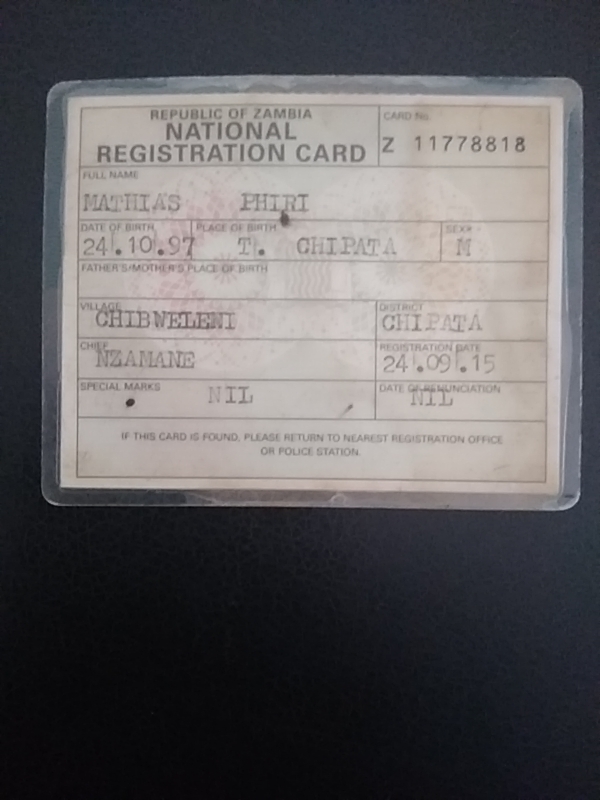 REPUBLIC OF ZAMBIA
NATIONAL
REGISTRATION CARD
CARD No.
Z 11778818
FULL NAME
MATHIAS PHIRI
DATE OF BIRTH PLACE OF BIRTH SEX
24.10.97 T. CHIPATA M
FATHER'S/MOTHER'S PLACE OF BIRTH
VILLAGE DISTRICT
CHIBWELENI CHIPATA
CHIEF REGISTRATION DATE
NZAMANE 24.09.15
SPECIAL MARKS DATE OF RENUNCIATION
NIL NIL
IF THIS CARD IS FOUND, PLEASE RETURN TO NEAREST REGISTRATION OFFICE
OR POLICE STATION.